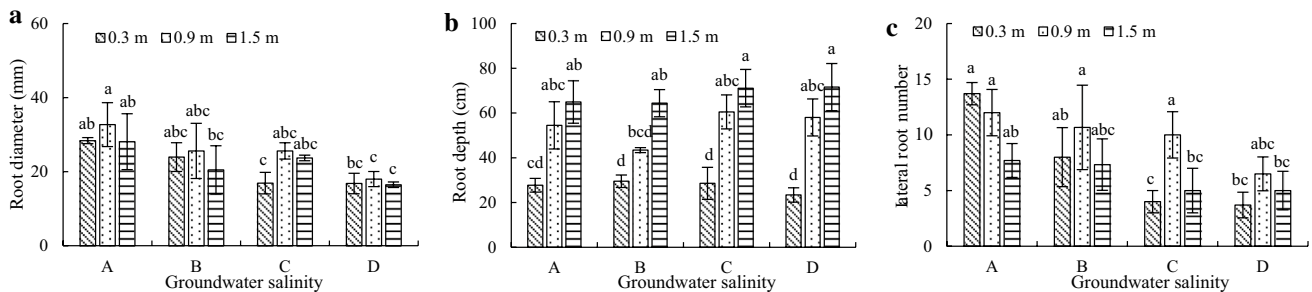 a
60
40
20
0
Root diameter (mm)
0.3 m 0.9 m 1.5 m
ab a ab
abc abc bc
c abc abc
bc c c
A B C D
Groundwater salinity
b
100
80
60
40
20
0
Root depth (cm)
0.3 m 0.9 m 1.5 m
cd abc ab
d bcd ab
d abc a
d abc a
A B C D
Groundwater salinity
c
20
15
10
5
0
lateral root number
0.3 m 0.9 m 1.5 m
a a ab
ab a abc
c a bc
bc abc bc
A B C D
Groundwater salinity